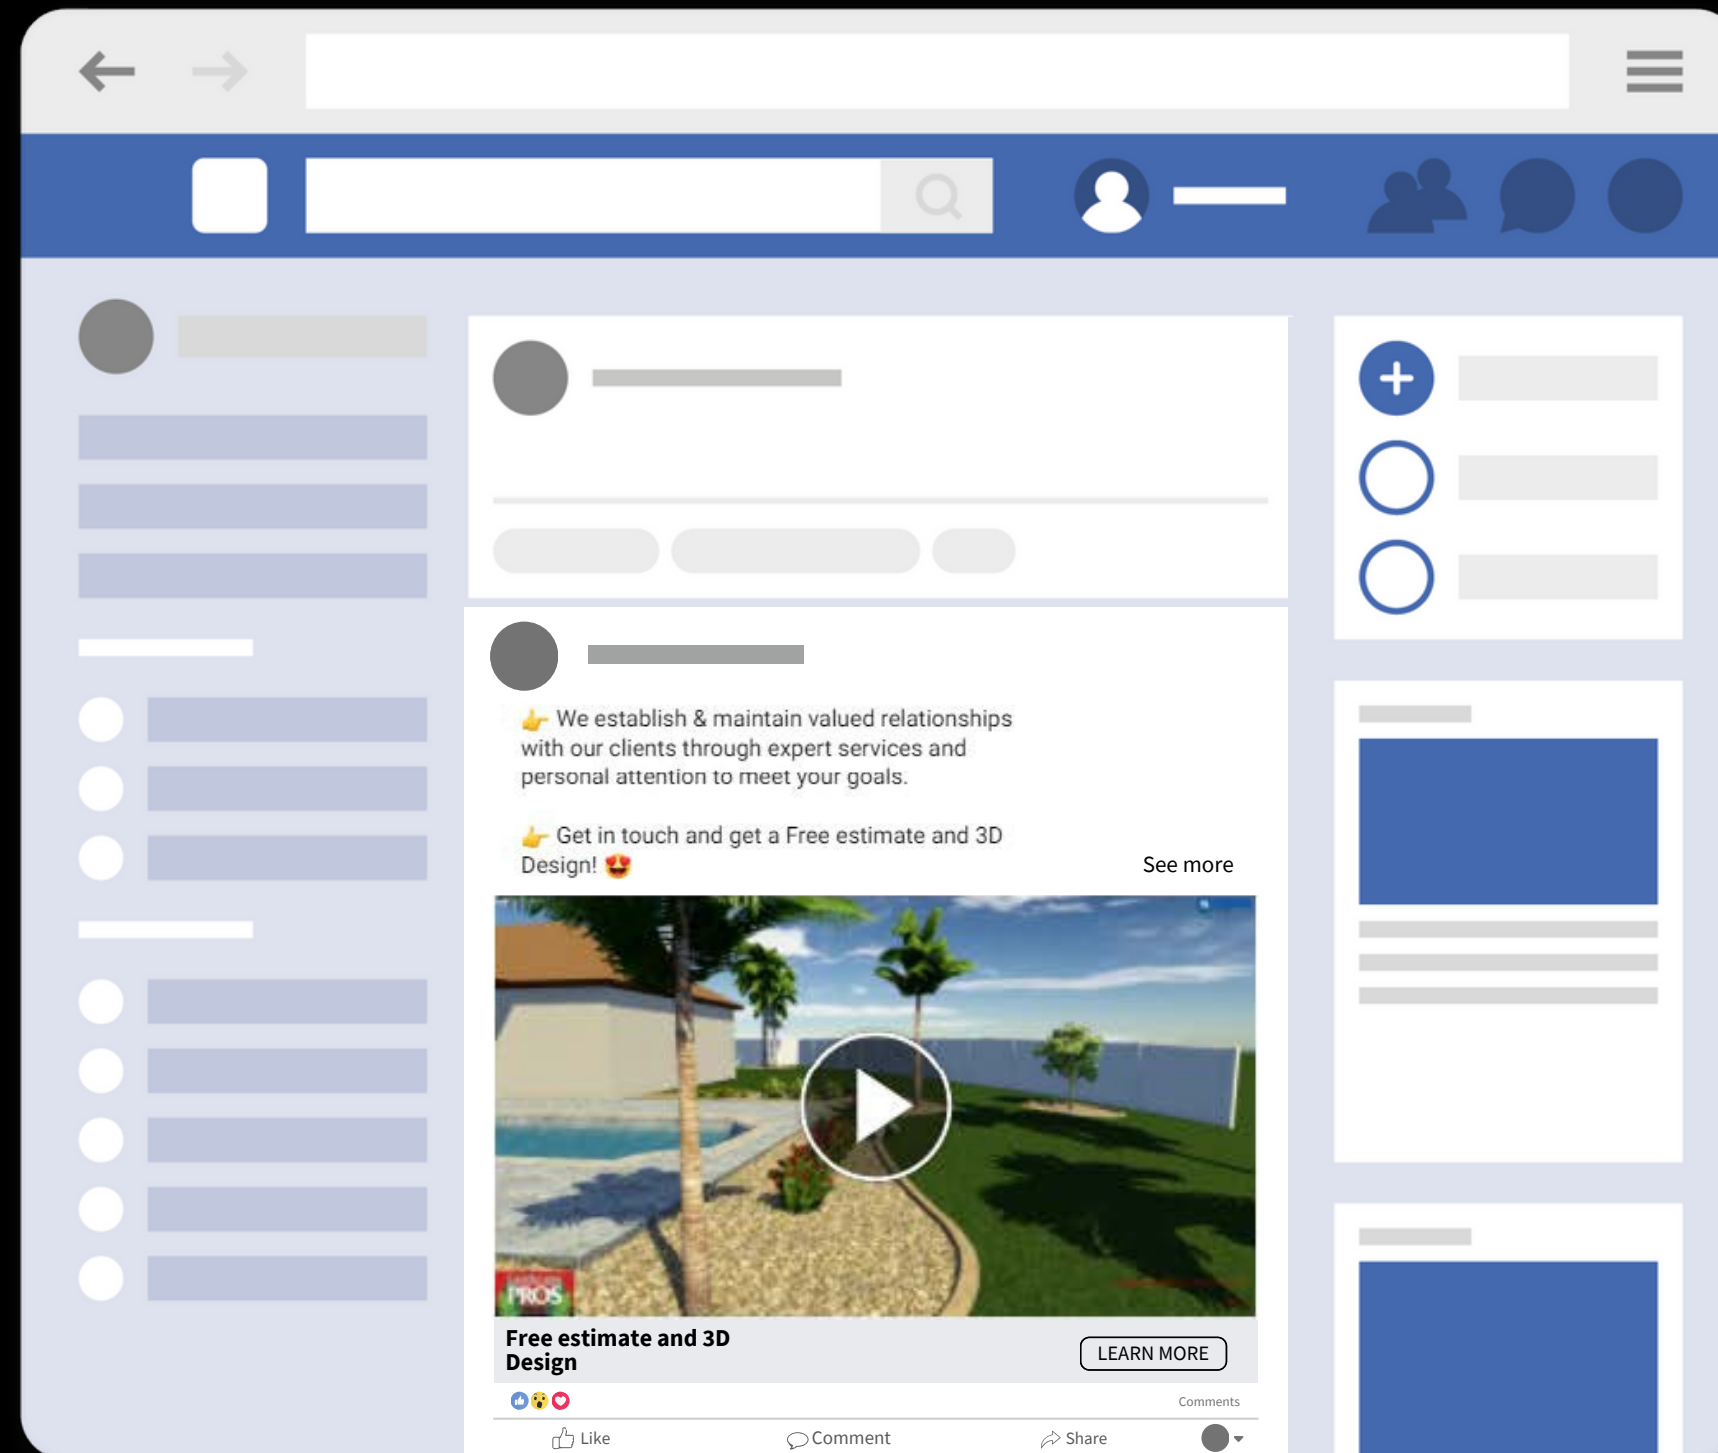 👉 We establish & maintain valued relationships
with our clients through expert services and
personal attention to meet your goals.
👉 Get in touch and get a Free estimate and 3D
Design! 😍
See more
PROS
Free estimate and 3D
Design
LEARN MORE
Comments
Like
Comment
Share